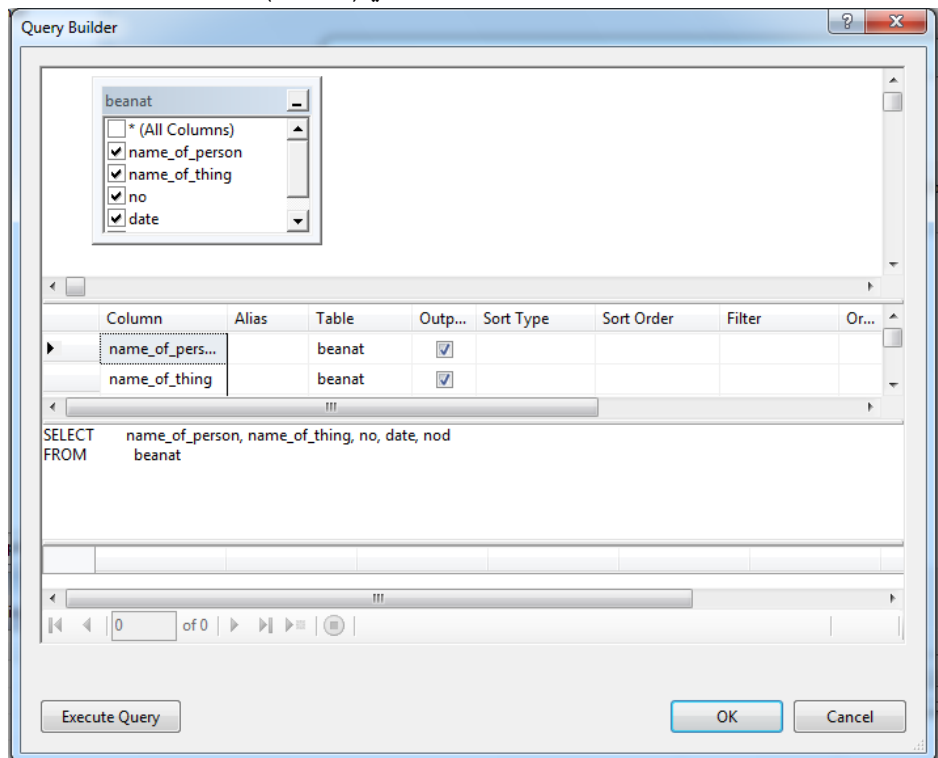 Query Builder
beanat
* (All Columns)
name_of_person
name_of_thing
no
date
Column Alias Table Outp... Sort Type Sort Order Filter Or...
name_of_pers... beanat
name_of_thing beanat
SELECT name_of_person, name_of_thing, no, date, nod
FROM beanat
0 of 0
Execute Query OK Cancel